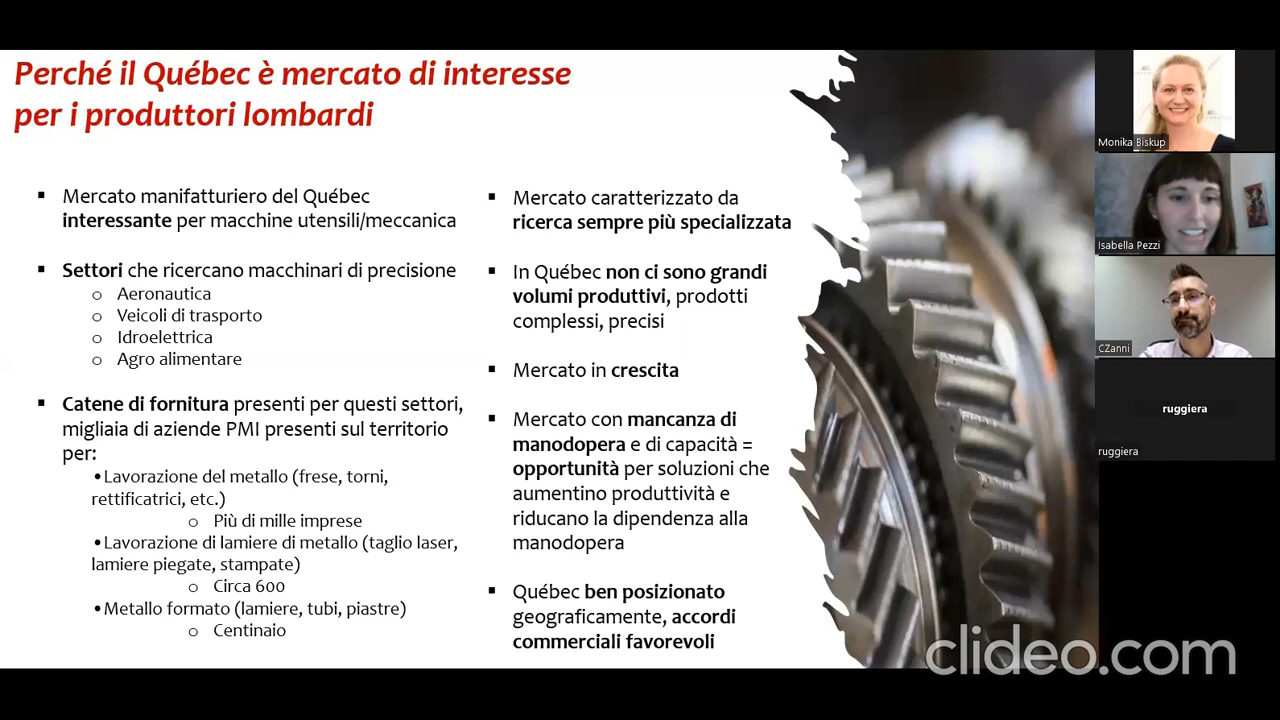 Perché il Québec è mercato di interesse
per i produttori lombardi
▪ Mercato manifatturiero del Québec
interessante per macchine utensili/meccanica
▪ Settori che ricercano macchinari di precisione
o Aeronautica
o Veicoli di trasporto
o Idroelettrica
o Agro alimentare
▪ Catene di fornitura presenti per questi settori,
migliaia di aziende PMI presenti sul territorio
per:
•Lavorazione del metallo (frese, torni,
rettificatrici, etc.)
o Più di mille imprese
•Lavorazione di lamiere di metallo (taglio laser,
lamiere piegate, stampate)
o Circa 600
•Metallo formato (lamiere, tubi, piastre)
o Centinaio
▪ Mercato caratterizzato da
ricerca sempre più specializzata
▪ In Québec non ci sono grandi
volumi produttivi, prodotti
complessi, precisi
▪ Mercato in crescita
▪ Mercato con mancanza di
manodopera e di capacità =
opportunità per soluzioni che
aumentino produttività e
riducano la dipendenza alla
manodopera
▪ Québec ben posizionato
geograficamente, accordi
commerciali favorevoli
Monika Biskup
Isabella Pezzi
CZanni
ruggiera
ruggiera
clideo.com